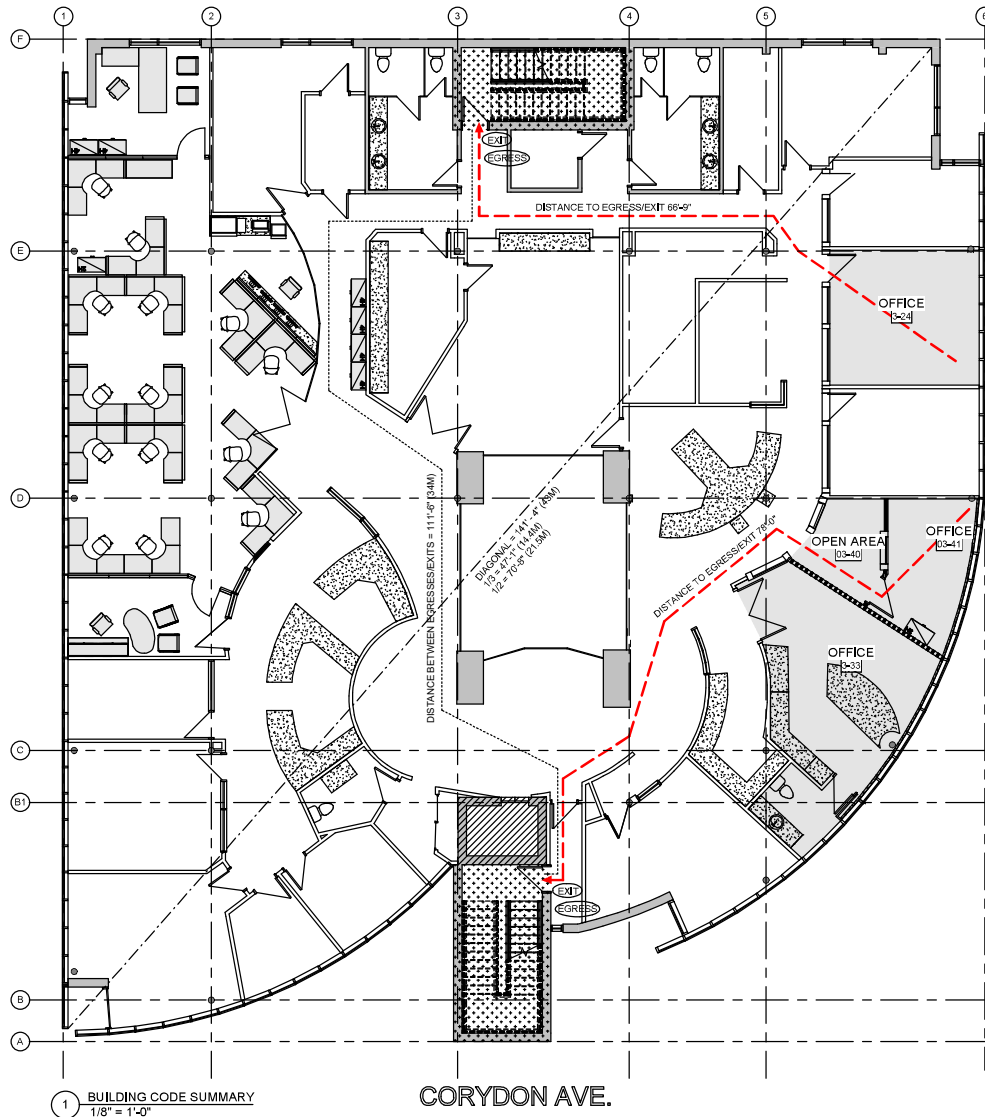 1
2
3
4
5
6
F
EXIT
EGRESS
DISTANCE TO EGRESS/EXIT 66'-9"
E
OFFICE
3-24
D
DISTANCE BETWEEN EGRESSES/EXITS = 111'-6" (34M)
DIAGONAL = 141' - 4" (43M)
1/3 = 47'-1" (14.4M)
1/2 = 70'-8" (21.5M)
DISTANCE TO EGRESS/EXIT 76'-0"
OPEN AREA
03-40
OFFICE
03-41
OFFICE
3-33
C
B1
EXIT
EGRESS
B
A
1
BUILDING CODE SUMMARY
1/8" = 1'-0"
CORYDON AVE.